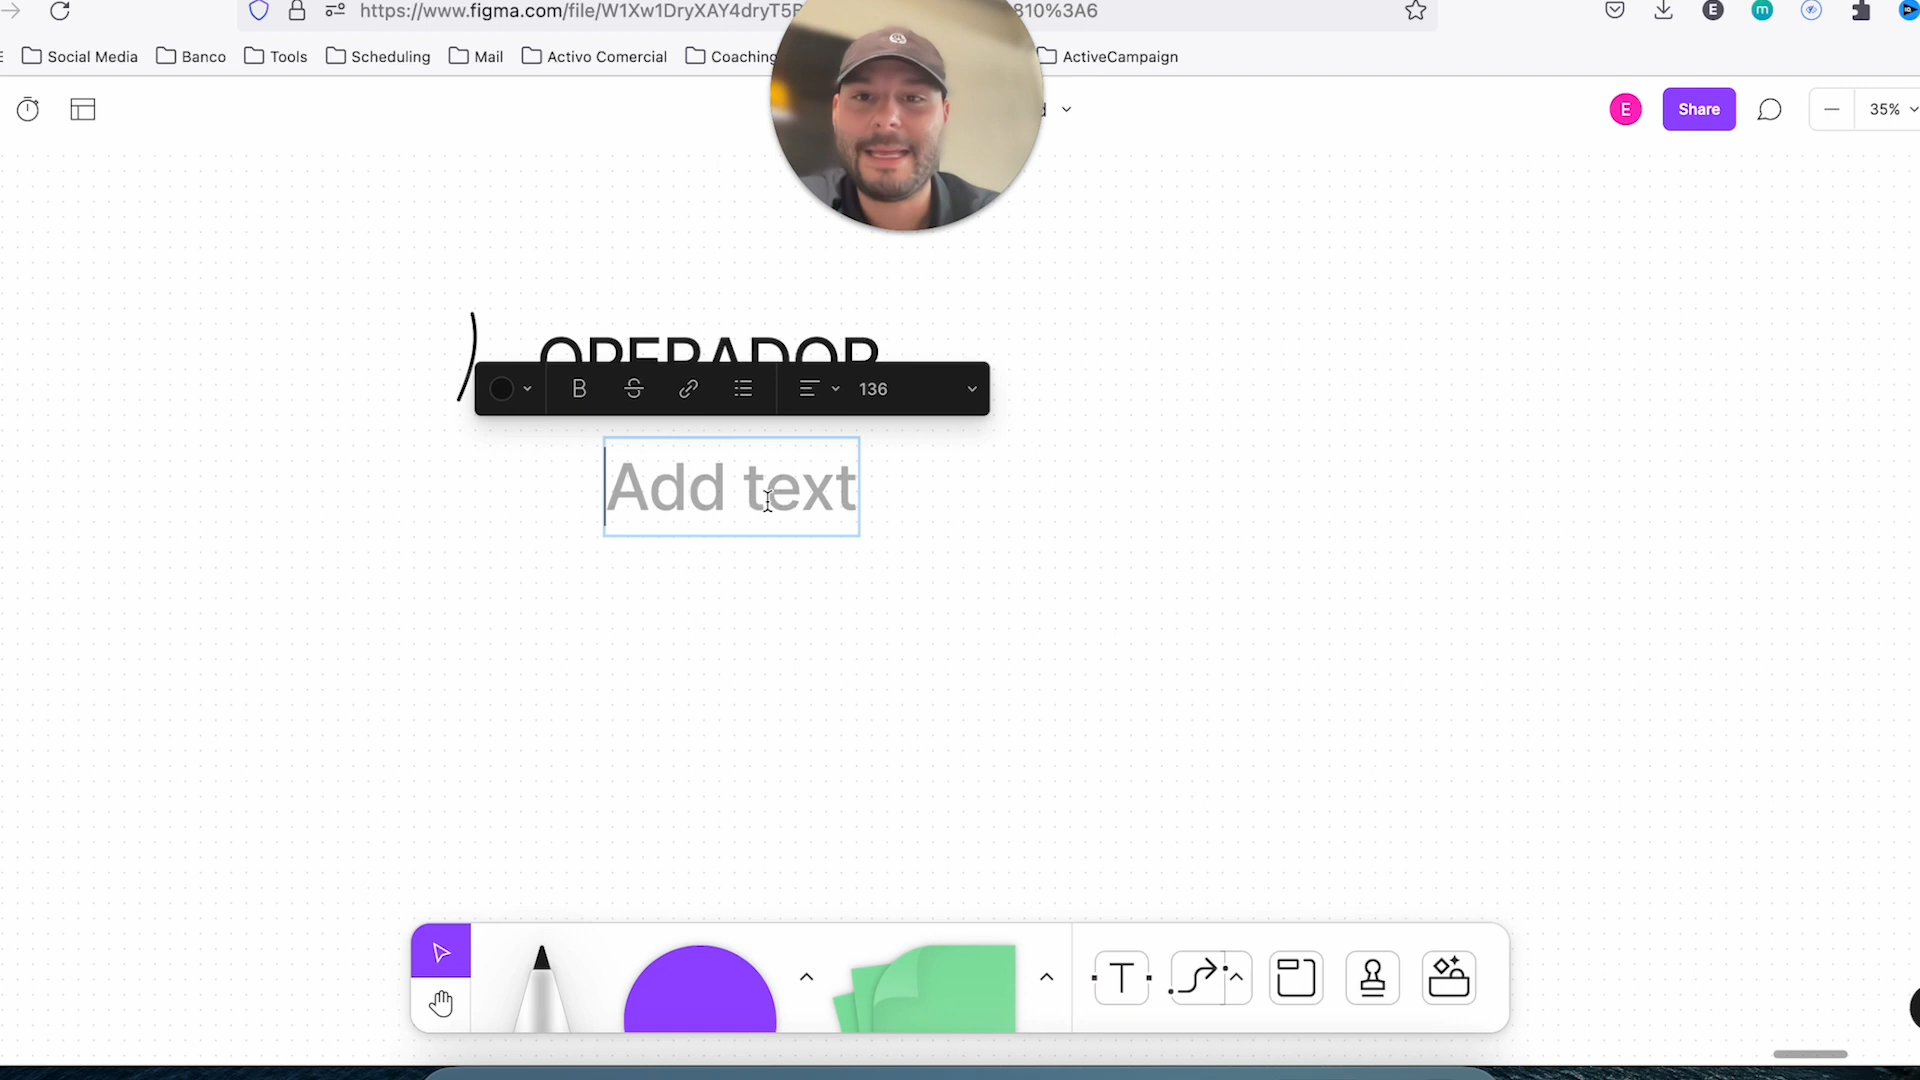 https://www.figma.com/file/W1Xw1DryXAY4dryT5
810%3A6
E
m
Social Media
Banco
Tools
Scheduling
Mail
Activo Comercial
Coaching
ActiveCampaign
E
Share
35%
OPERADOR
B
S
136
Add text
T